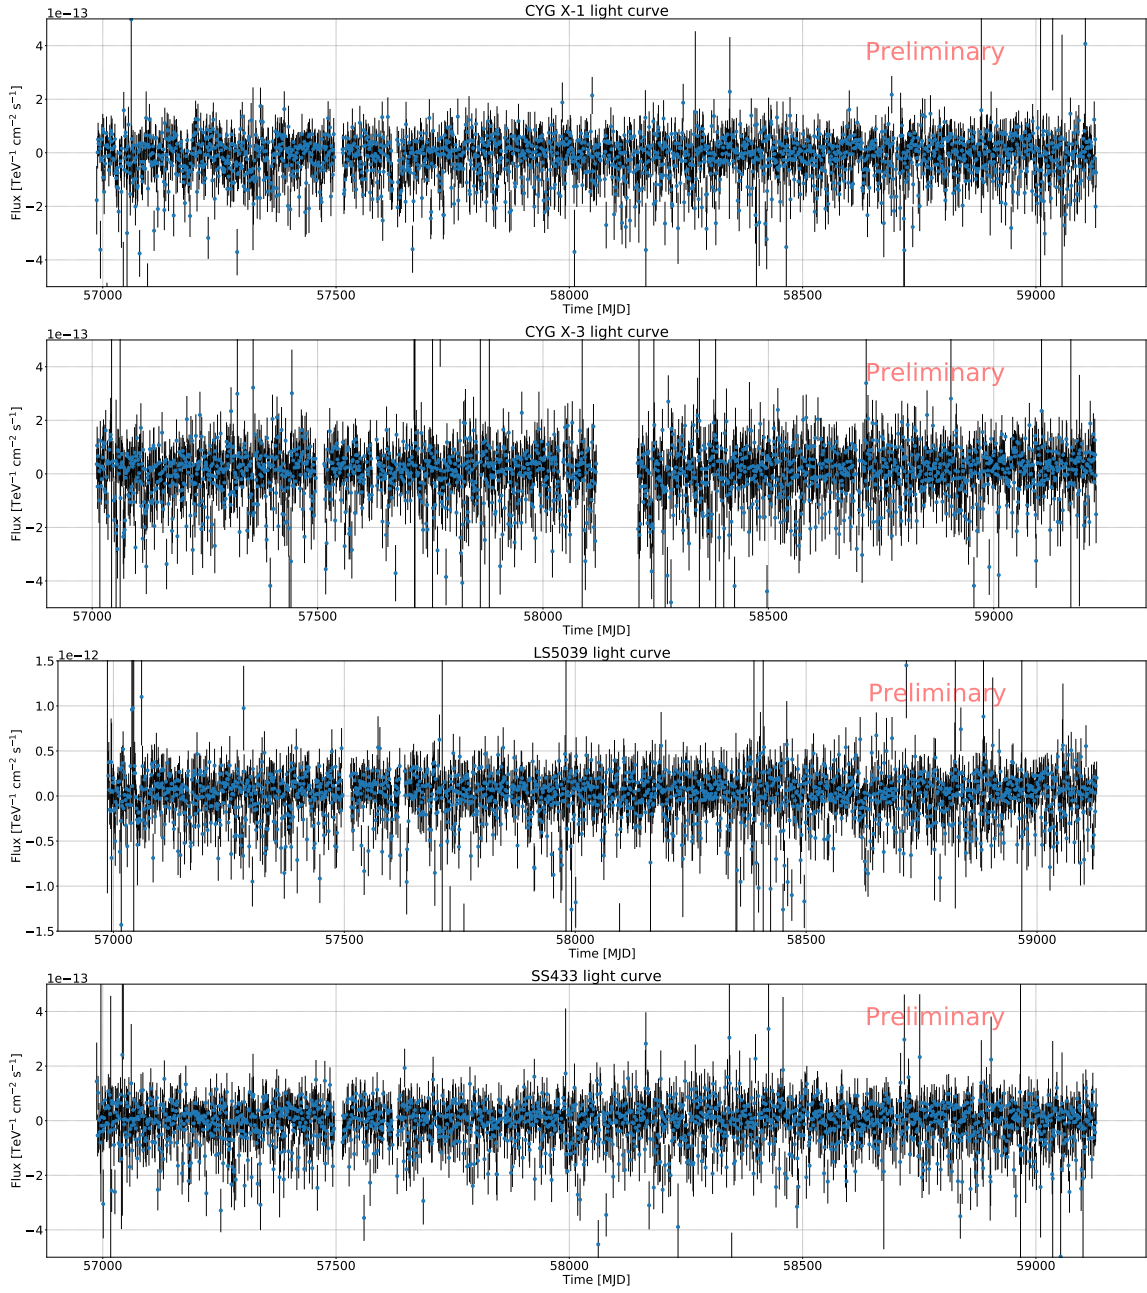 CYG X-1 light curve
1e−13
Preliminary
4
2
0
−2
−4
Flux [TeV⁻¹ cm⁻² s⁻¹]
57000 57500 58000 58500 59000
Time [MJD]
CYG X-3 light curve
1e−13
Preliminary
4
2
0
−2
−4
Flux [TeV⁻¹ cm⁻² s⁻¹]
57000 57500 58000 58500 59000
Time [MJD]
LS5039 light curve
1e−12
Preliminary
1.5
1.0
0.5
0.0
−0.5
−1.0
−1.5
Flux [TeV⁻¹ cm⁻² s⁻¹]
57000 57500 58000 58500 59000
Time [MJD]
SS433 light curve
1e−13
Preliminary
4
2
0
−2
−4
Flux [TeV⁻¹ cm⁻² s⁻¹]
57000 57500 58000 58500 59000
Time [MJD]